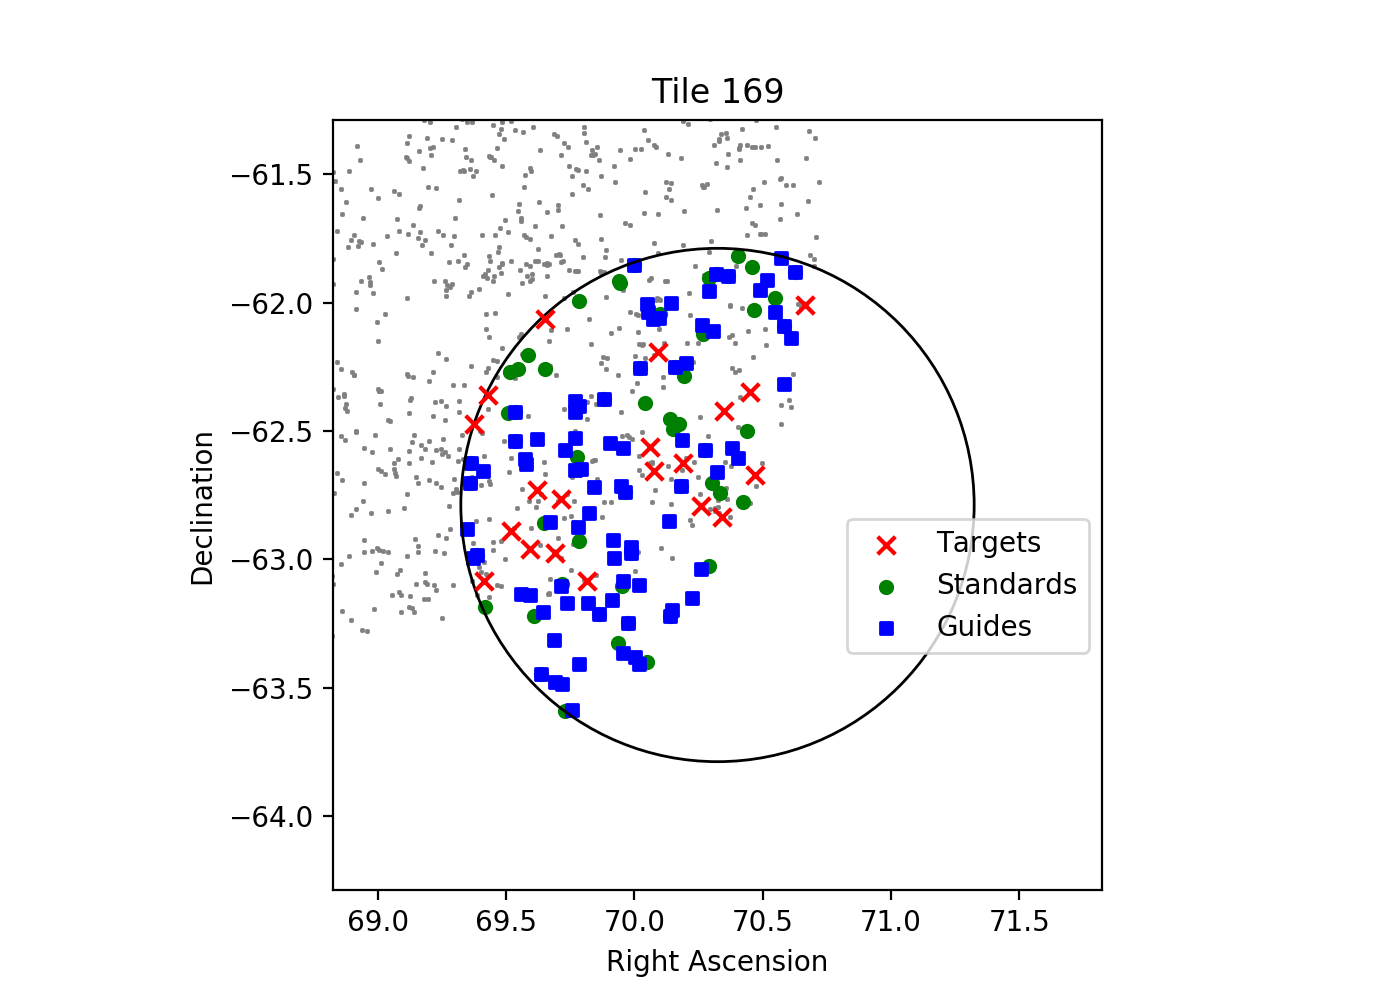 Tile 169
Declination
−61.5
−62.0
−62.5
−63.0
−63.5
−64.0
Targets
Standards
Guides
69.0 69.5 70.0 70.5 71.0 71.5
Right Ascension